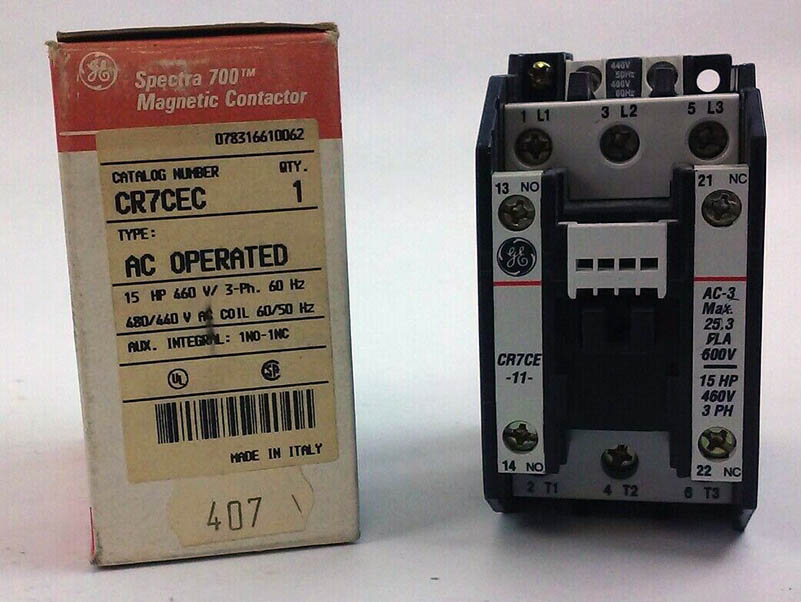 GE
Spectra 700™
Magnetic Contactor
078316610062
CATALOG NUMBER QTY.
CR7CEC 1
TYPE:
AC OPERATED
15 HP 460 V/ 3-Ph. 60 Hz
480/440 V AC COIL 60/50 Hz
AUX. INTEGRAL: 1NO-1NC
UL SP
MADE IN ITALY
407
440V
50Hz
60Hz
1 L1 3 L2 5 L3
13 NO
21 NC
GE
AC-3
Max.
25,3
FLA
600V
CR7CE
-11-
15 HP
460V
3 PH
14 NO
22 NC
2 T1 4 T2 6 T3